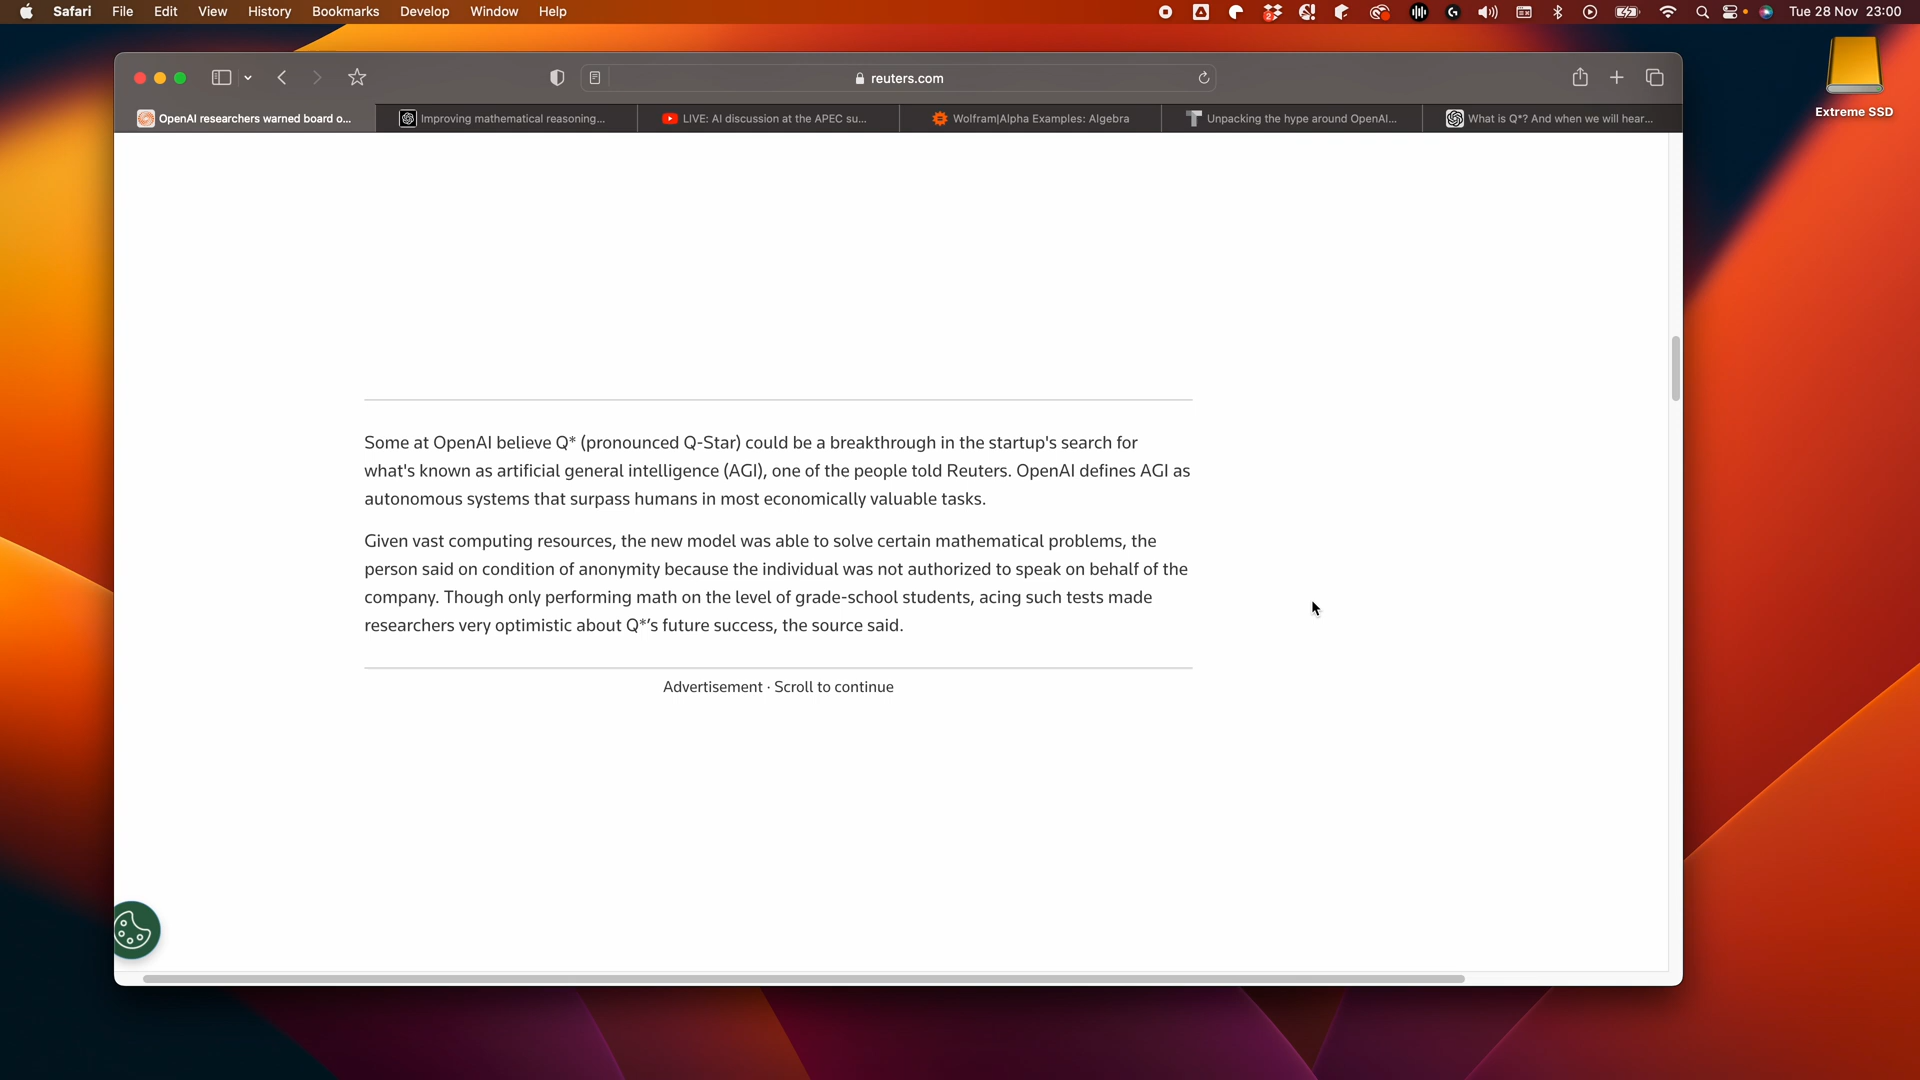 Safari File Edit View History Bookmarks Develop Window Help 2 Tue 28 Nov 23:00
reuters.com
Extreme SSD
OpenAI researchers warned board o... Improving mathematical reasoning... LIVE: AI discussion at the APEC su... Wolfram|Alpha Examples: Algebra Unpacking the hype around OpenAI... What is Q*? And when we will hear...
Some at OpenAI believe Q* (pronounced Q-Star) could be a breakthrough in the startup's search for
what's known as artificial general intelligence (AGI), one of the people told Reuters. OpenAI defines AGI as
autonomous systems that surpass humans in most economically valuable tasks.
Given vast computing resources, the new model was able to solve certain mathematical problems, the
person said on condition of anonymity because the individual was not authorized to speak on behalf of the
company. Though only performing math on the level of grade-school students, acing such tests made
researchers very optimistic about Q*’s future success, the source said.
Advertisement · Scroll to continue